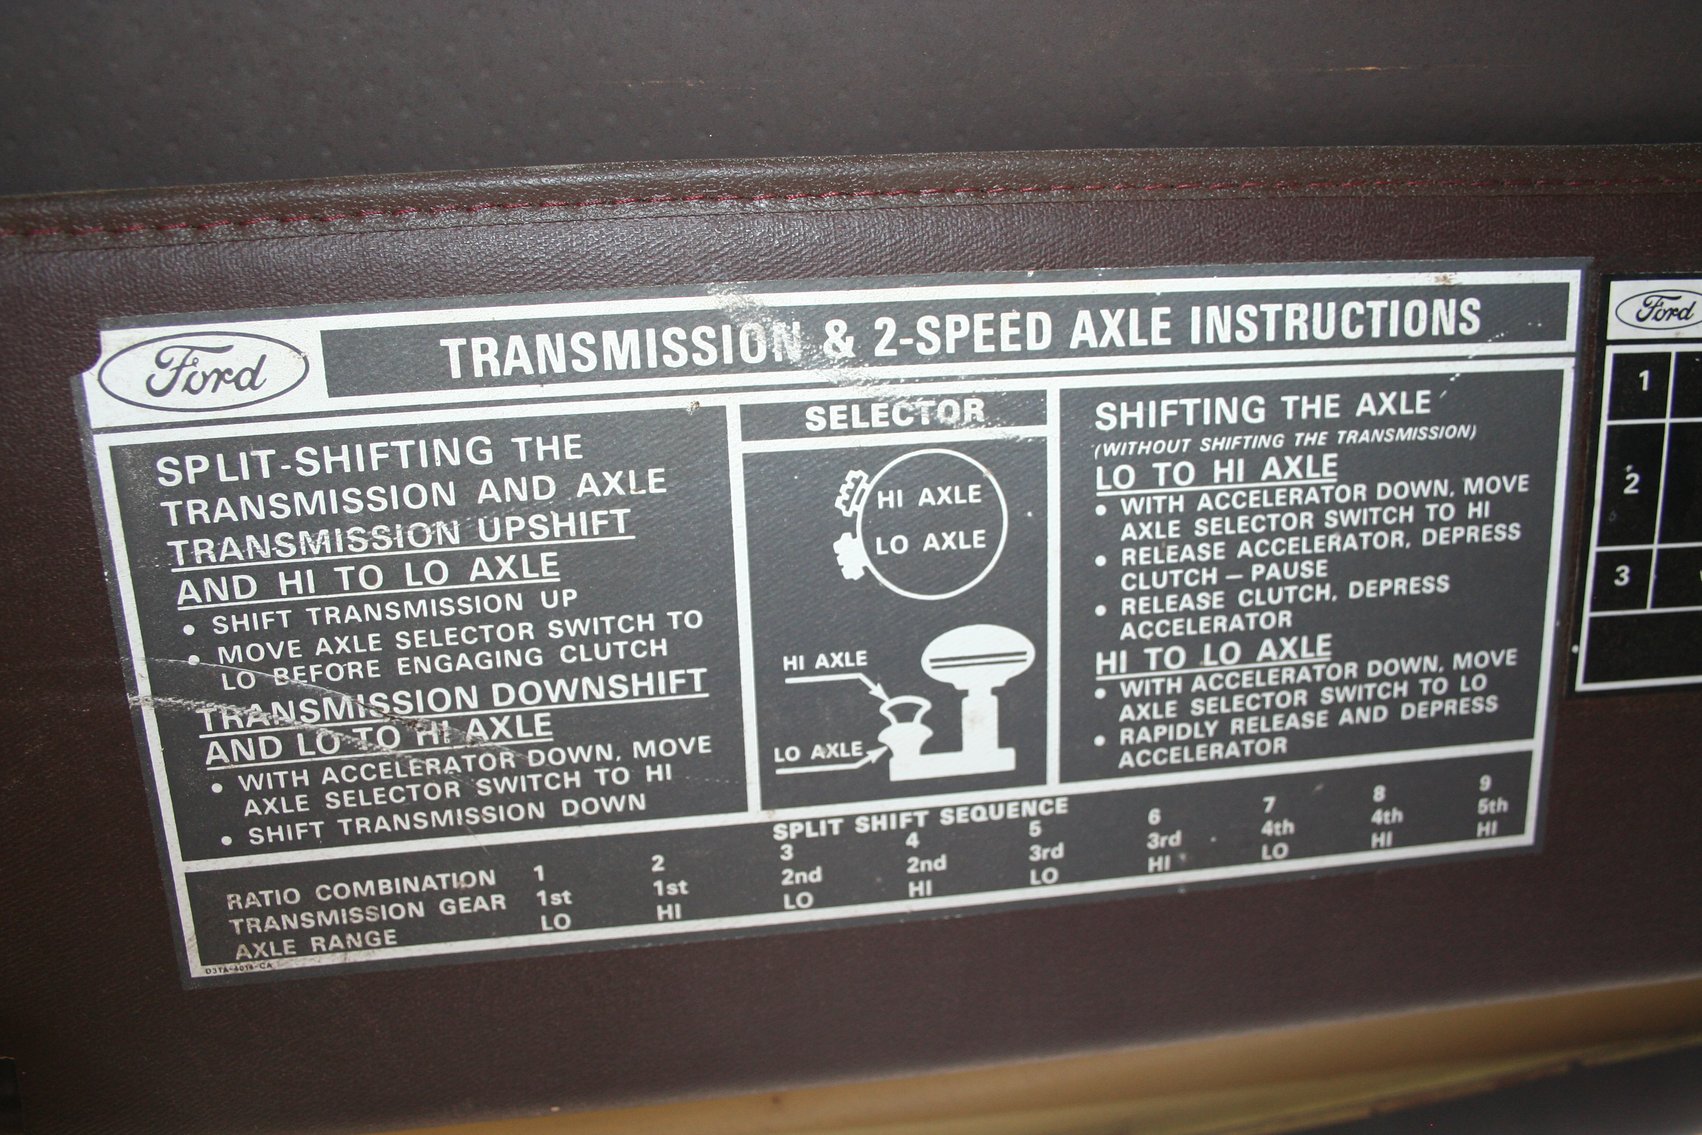 Ford
TRANSMISSION & 2-SPEED AXLE INSTRUCTIONS
SPLIT-SHIFTING THE
TRANSMISSION AND AXLE
TRANSMISSION UPSHIFT
AND HI TO LO AXLE
• SHIFT TRANSMISSION UP
• MOVE AXLE SELECTOR SWITCH TO
LO BEFORE ENGAGING CLUTCH
TRANSMISSION DOWNSHIFT
AND LO TO HI AXLE
• WITH ACCELERATOR DOWN, MOVE
AXLE SELECTOR SWITCH TO HI
• SHIFT TRANSMISSION DOWN
SELECTOR
HI AXLE
LO AXLE
HI AXLE
LO AXLE
SHIFTING THE AXLE
(WITHOUT SHIFTING THE TRANSMISSION)
LO TO HI AXLE
• WITH ACCELERATOR DOWN, MOVE
AXLE SELECTOR SWITCH TO HI
• RELEASE ACCELERATOR, DEPRESS
CLUTCH – PAUSE
• RELEASE CLUTCH, DEPRESS
ACCELERATOR
HI TO LO AXLE
• WITH ACCELERATOR DOWN, MOVE
AXLE SELECTOR SWITCH TO LO
• RAPIDLY RELEASE AND DEPRESS
ACCELERATOR
SPLIT SHIFT SEQUENCE
RATIO COMBINATION 1 2 3 4 5 6 7 8 9
TRANSMISSION GEAR 1st 1st 2nd 2nd 3rd 3rd 4th 4th 5th
AXLE RANGE LO HI LO HI LO HI LO HI HI
D3TA-4016-CA
Ford
1
2
3